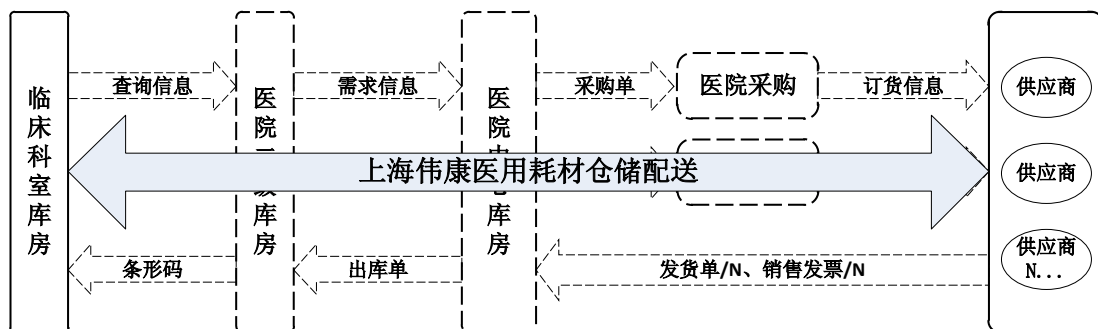 临床科室库房
查询信息
医院 库房
需求信息
医院 库房
采购单
医院采购
订货信息
供应商
上海伟康医用耗材仓储配送
供应商
条形码
出库单
发货单/N、销售发票/N
供应商
N...